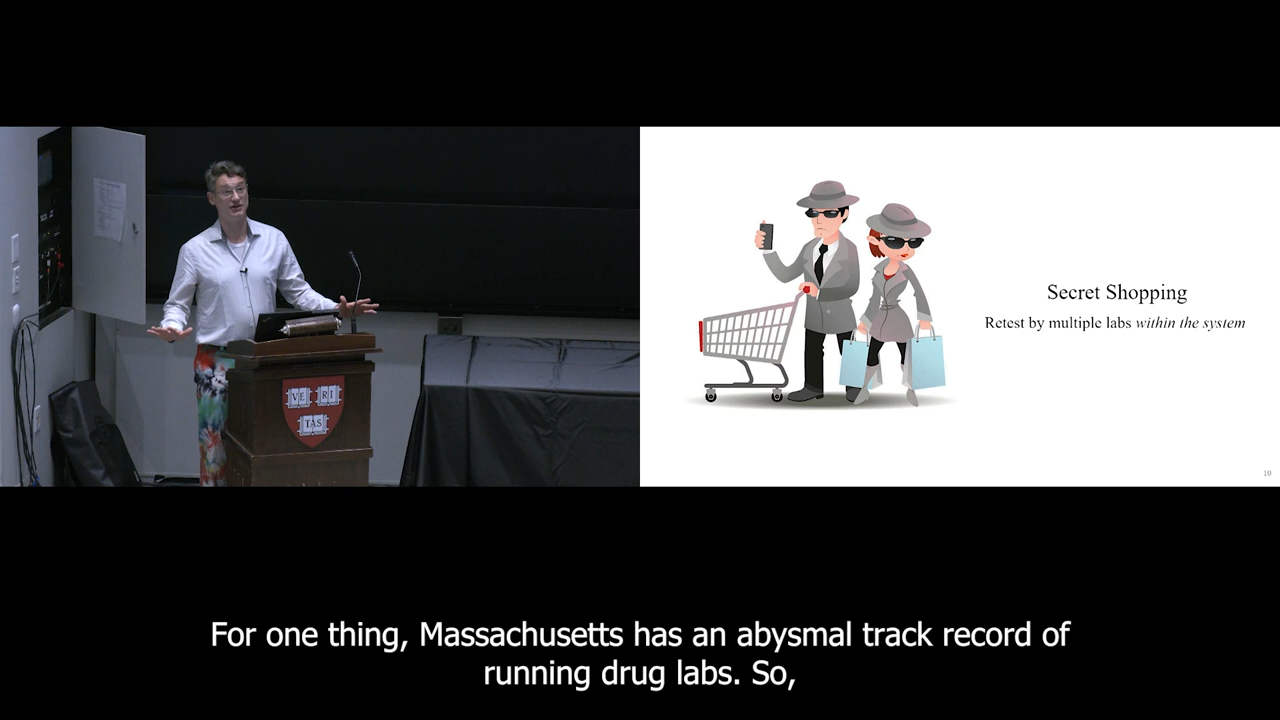 VE RI
TAS
Secret Shopping
Retest by multiple labs within the system
10
For one thing, Massachusetts has an abysmal track record of
running drug labs. So,